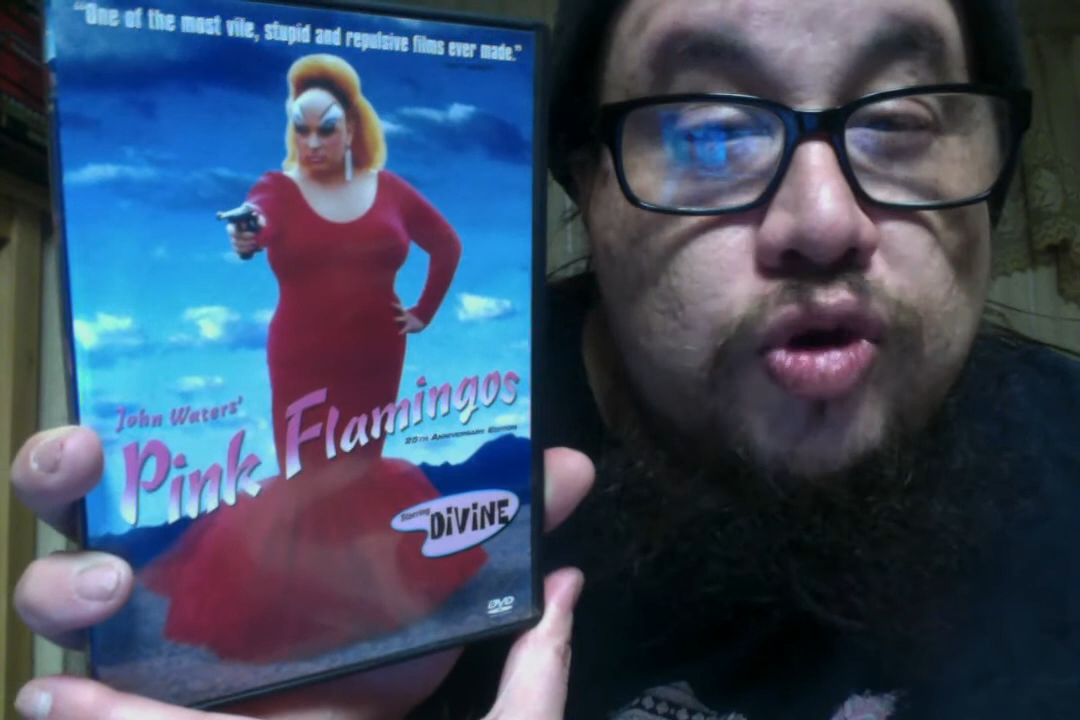 "One of the most vile, stupid and repulsive films ever made."
John Waters'
Pink Flamingos
25TH ANNIVERSARY EDITION
Starring
DIVINE
DVD